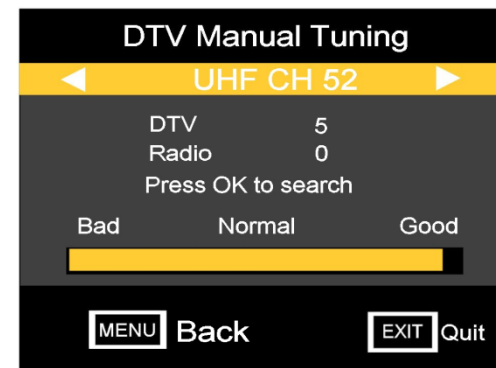 DTV Manual Tuning
UHF CH 52
DTV 5
Radio 0
Press OK to search
Bad Normal Good
MENU Back EXIT Quit